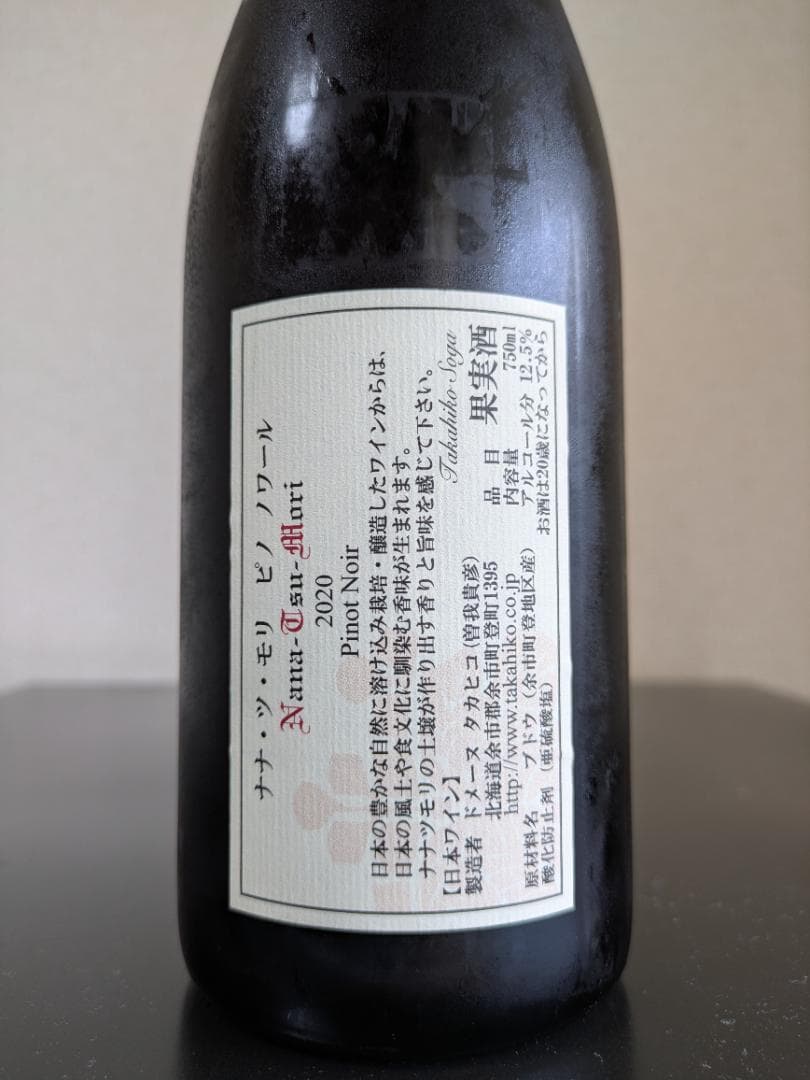 ナナ・ツ・モリ ピノ ノワール
Nana-Tsu-Mori
2020
Pinot Noir
日本の豊かな自然に溶け込み栽培・醸造したワインからは、
日本の風土や食文化に馴染む香味が生まれます。
ナナツモリの土壌が作り出す香りと旨味を感じて下さい。
Takahiko Soga
【日本ワイン】
製造者 ドメーヌ タカヒコ (曽我貴彦)
北海道余市郡余市町登町1395
http://www.takahiko.co.jp
原材料名 ブドウ (余市町登地区産)
酸化防止剤 (亜硫酸塩)
品目 果実酒
内容量 750ml
アルコール分 12.5%
お酒は20歳になってから